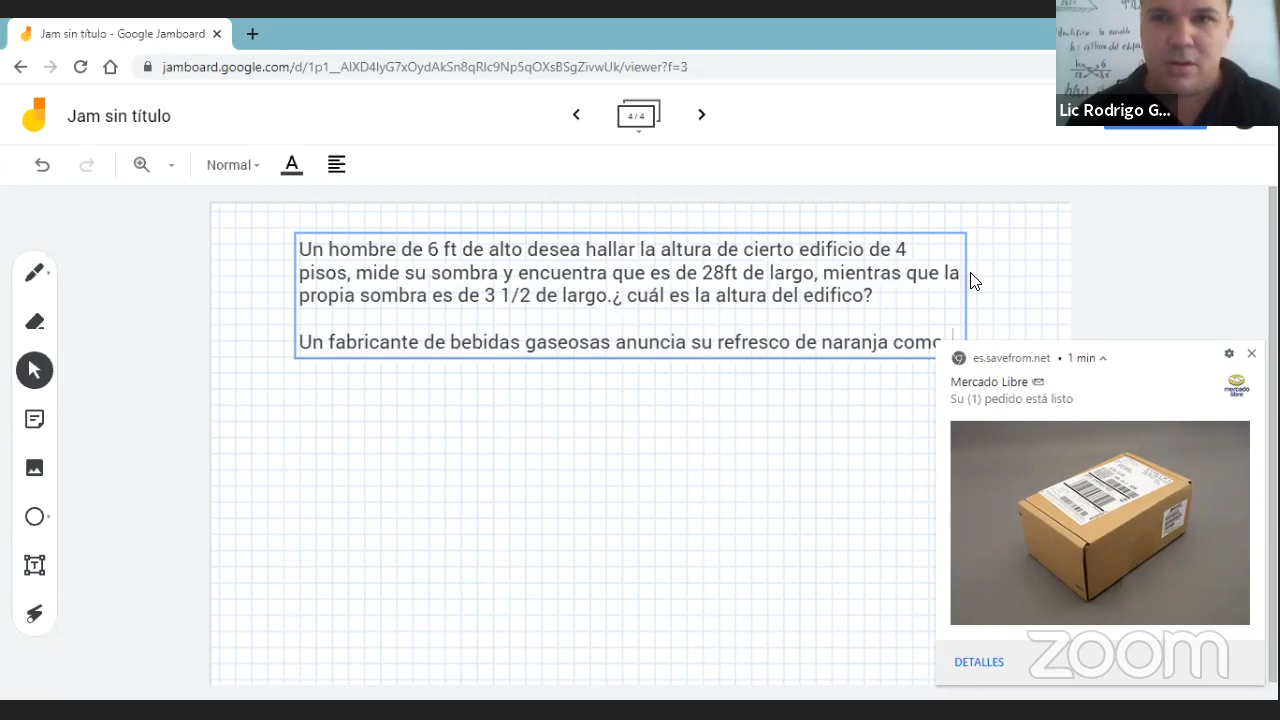 Jam sin título - Google Jamboard
jamboard.google.com/d/1p1__AlXD4lyG7xOydAkSn8qRlc9Np5qOXsBSgZivwUk/viewer?f=3
Jam sin título
4 / 4
Normal
A
Lic Rodrigo G...
Un hombre de 6 ft de alto desea hallar la altura de cierto edificio de 4
pisos, mide su sombra y encuentra que es de 28ft de largo, mientras que la
propia sombra es de 3 1/2 de largo.¿ cuál es la altura del edifico?
Un fabricante de bebidas gaseosas anuncia su refresco de naranja como
es.savefrom.net • 1 min
Mercado Libre
Su (1) pedido está listo
mercado
libre
DETALLES
zoom